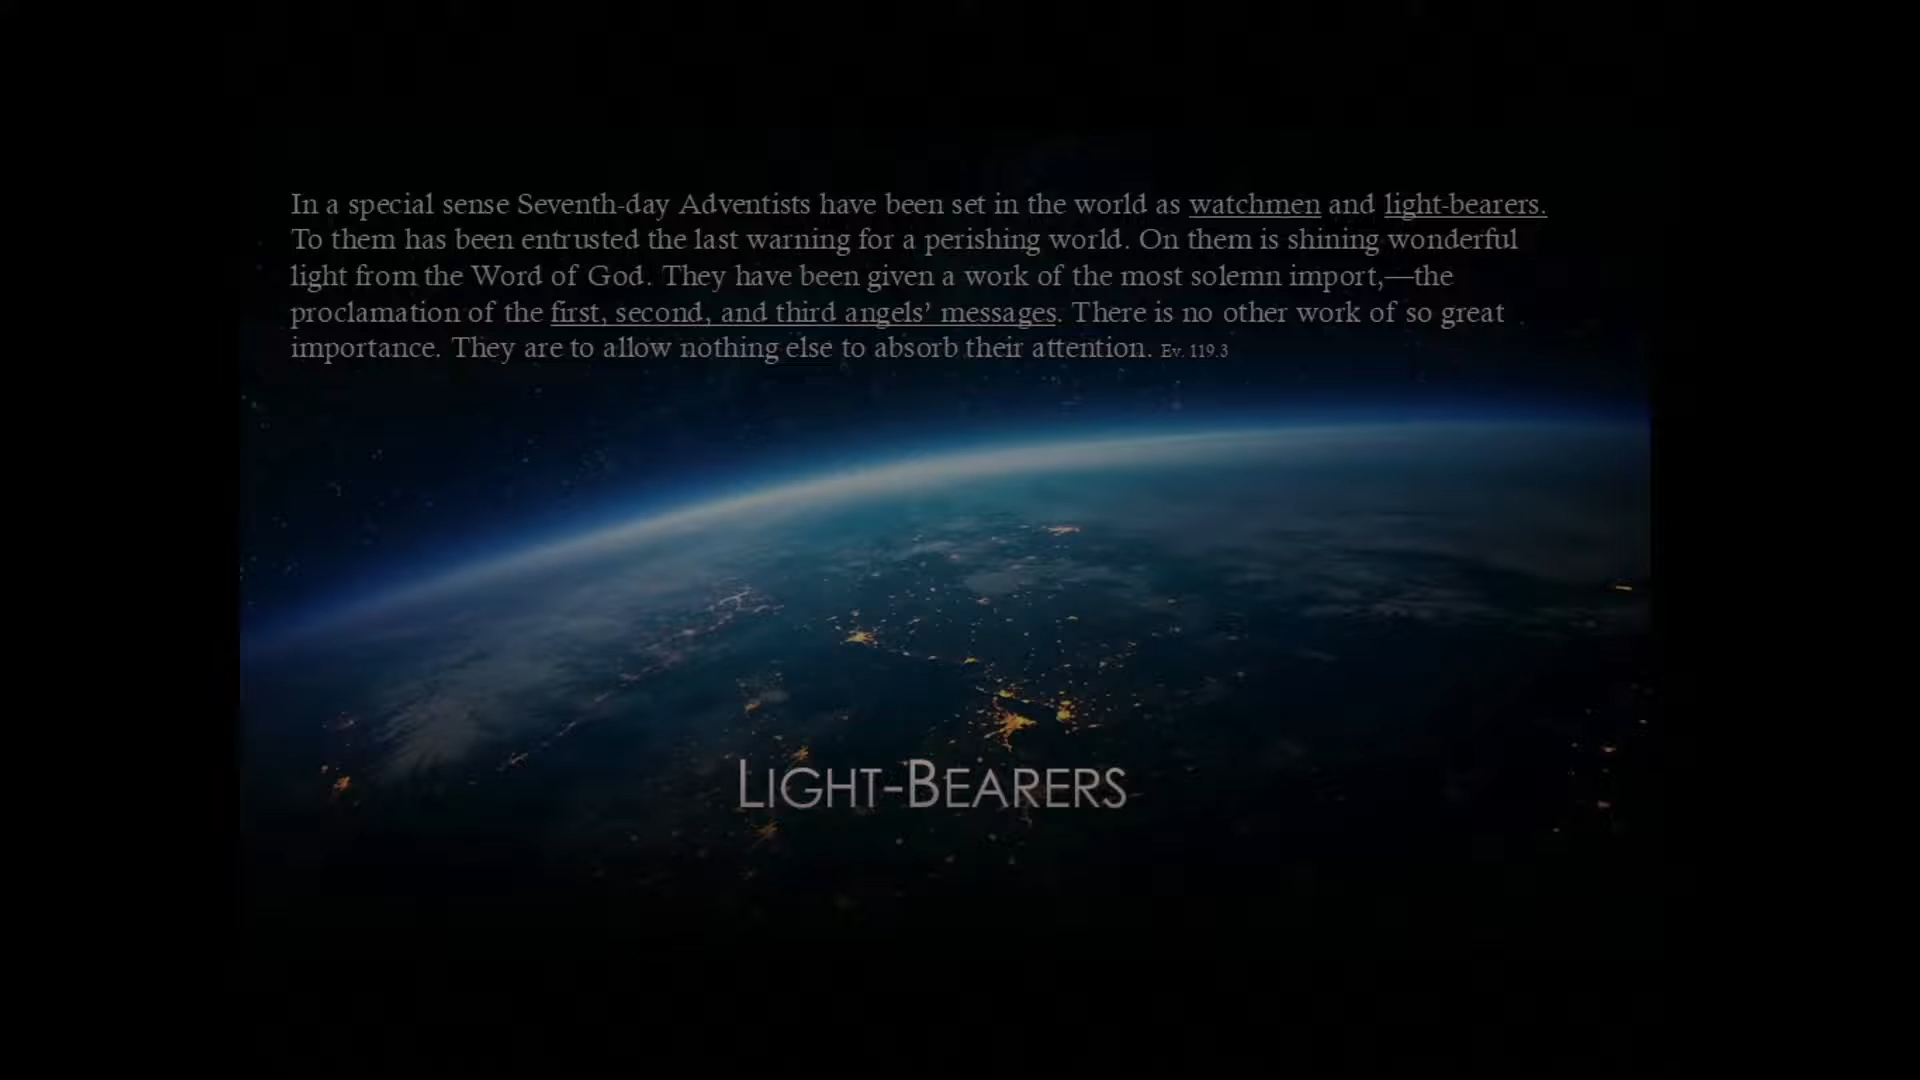 In a special sense Seventh-day Adventists have been set in the world as watchmen and light-bearers.
To them has been entrusted the last warning for a perishing world. On them is shining wonderful
light from the Word of God. They have been given a work of the most solemn import,—the
proclamation of the first, second, and third angels’ messages. There is no other work of so great
importance. They are to allow nothing else to absorb their attention. Ev. 119.3
LIGHT-BEARERS